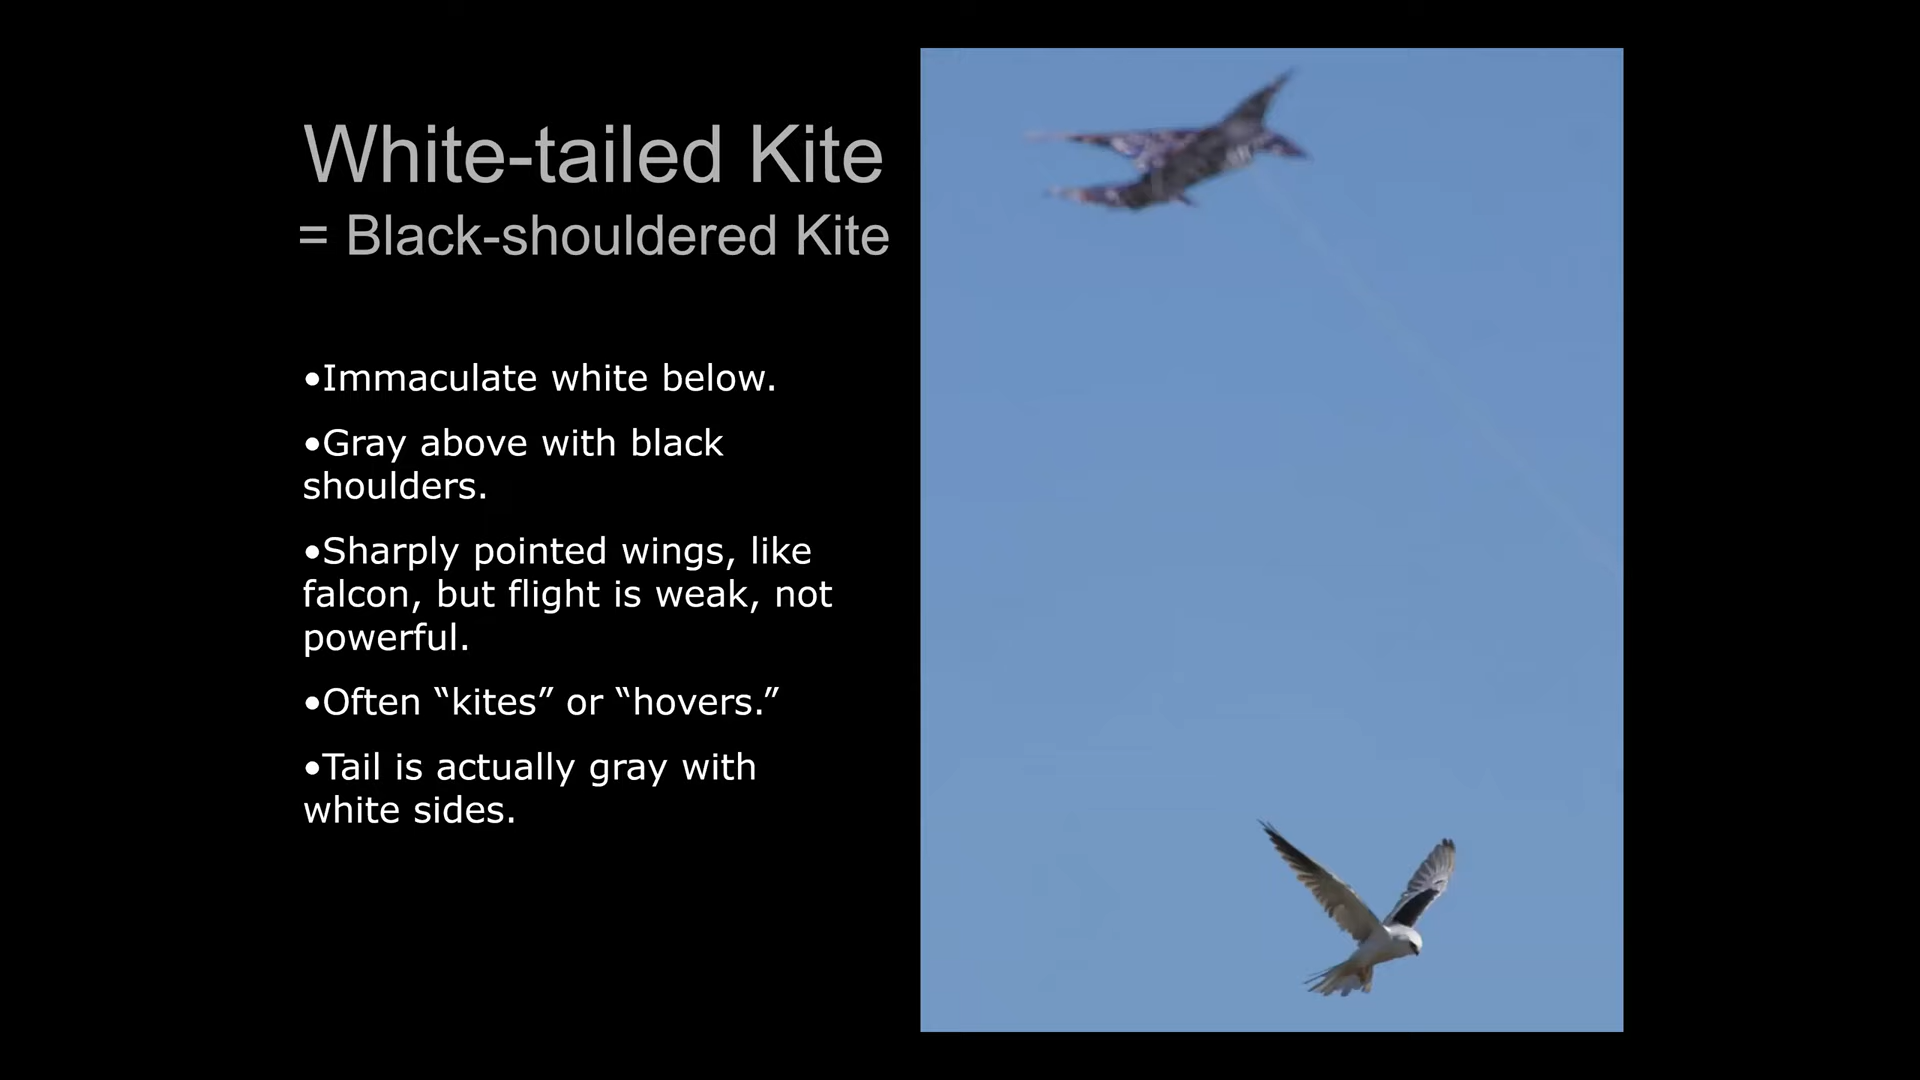 White-tailed Kite
= Black-shouldered Kite
•Immaculate white below.
•Gray above with black
shoulders.
•Sharply pointed wings, like
falcon, but flight is weak, not
powerful.
•Often “kites” or “hovers.”
•Tail is actually gray with
white sides.